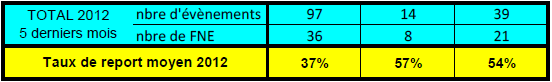 TOTAL 2012 nbre d'évènements 97 14 39
5 derniers mois nbre de FNE 36 8 21
Taux de report moyen 2012 37% 57% 54%